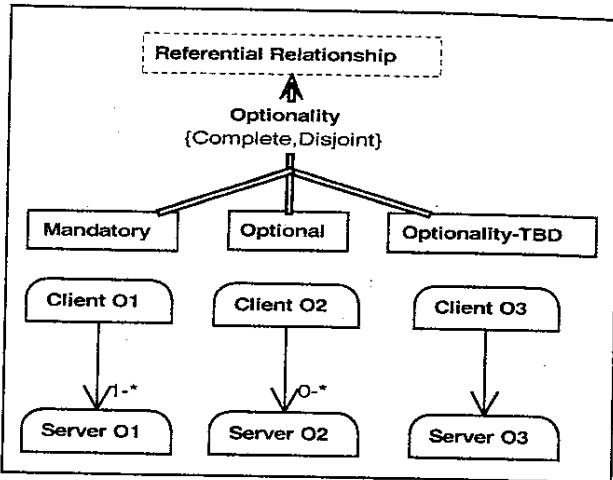 Referential Relationship
Optionality
{Complete,Disjoint}
Mandatory
Optional
Optionality-TBD
Client O1
Client O2
Client O3
1-*
0-*
Server O1
Server O2
Server O3